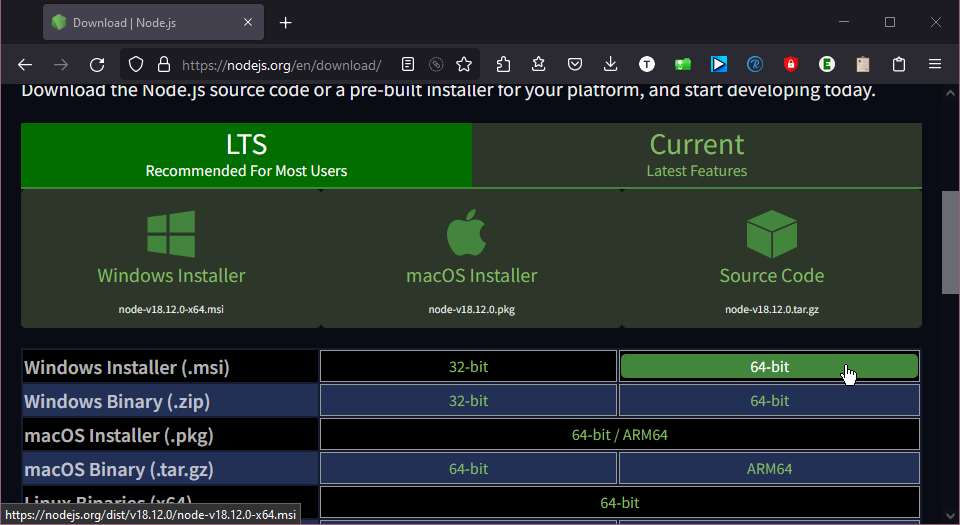 Download | Node.js
https://nodejs.org/en/download/
Download the Node.js source code or a pre-built installer for your platform, and start developing today.
LTS
Recommended For Most Users
Current
Latest Features
Windows Installer
node-v18.12.0-x64.msi
macOS Installer
node-v18.12.0.pkg
Source Code
node-v18.12.0.tar.gz
Windows Installer (.msi) 32-bit 64-bit
Windows Binary (.zip) 32-bit 64-bit
macOS Installer (.pkg) 64-bit / ARM64
macOS Binary (.tar.gz) 64-bit ARM64
Linux Binaries (x64) 64-bit
https://nodejs.org/dist/v18.12.0/node-v18.12.0-x64.msi